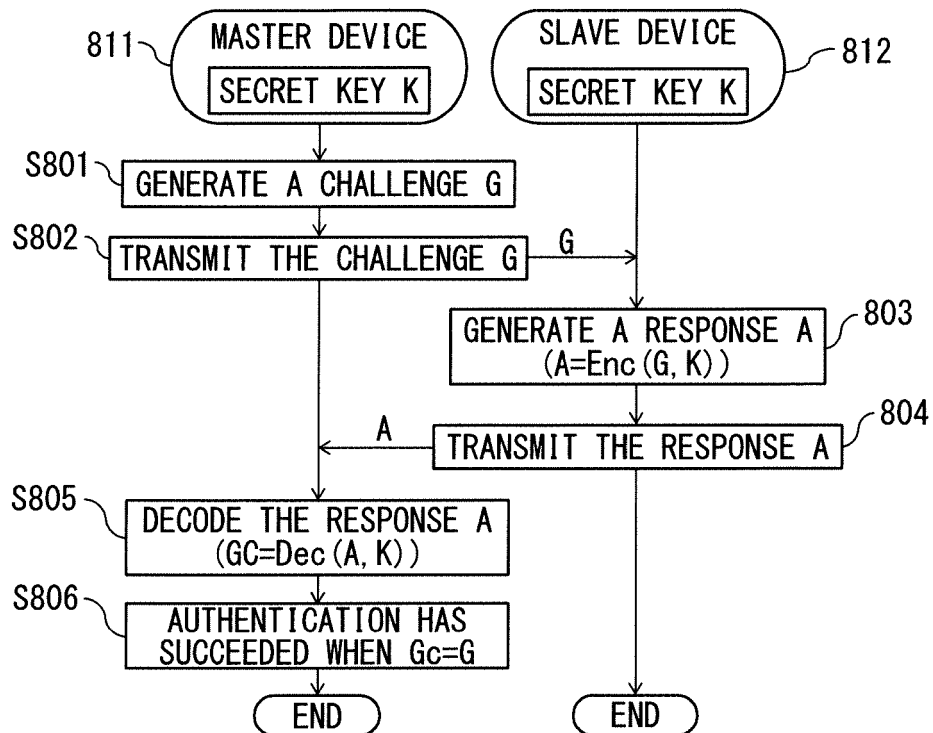 811
MASTER DEVICE
SECRET KEY K
SLAVE DEVICE
SECRET KEY K
812
S801
GENERATE A CHALLENGE G
S802
TRANSMIT THE CHALLENGE G
G
GENERATE A RESPONSE A
(A=Enc(G,K))
803
A
TRANSMIT THE RESPONSE A
804
S805
DECODE THE RESPONSE A
(GC=Dec(A,K))
S806
AUTHENTICATION HAS
SUCCEEDED WHEN Gc=G
END
END